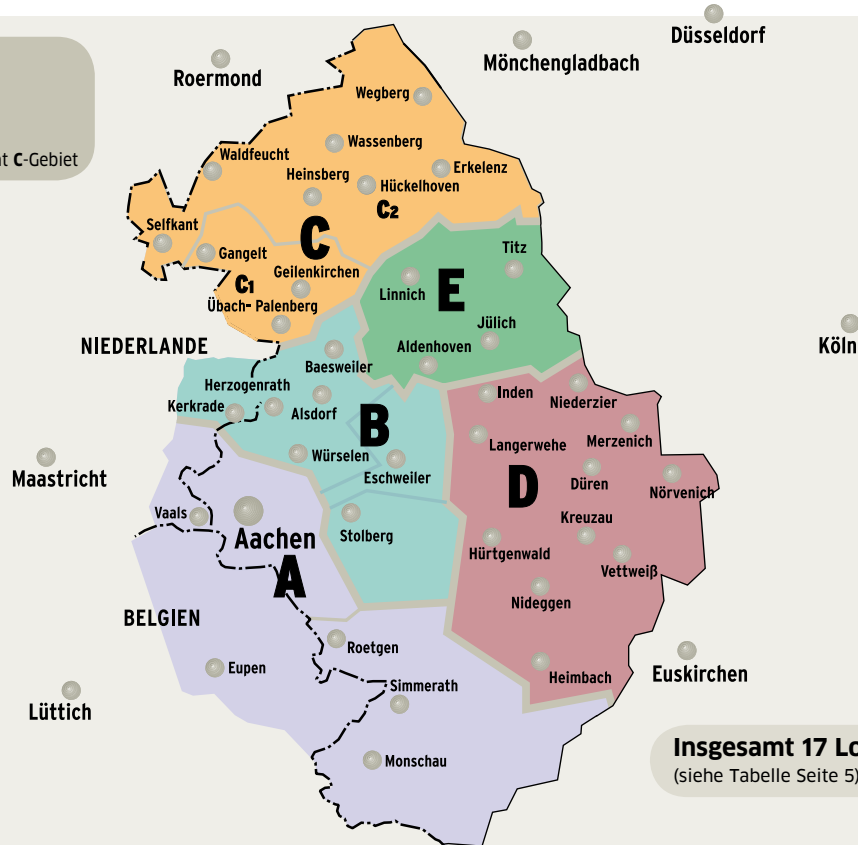 Düsseldorf
Mönchengladbach
Roermond
Wegberg
Wassenberg
Waldfeucht
Erkelenz
C-Gebiet
Heinsberg
Hückelhoven
C2
Selfkant
C
Gangelt
Titz
Geilenkirchen
C1
Linnich
E
Übach- Palenberg
Jülich
Köln
NIEDERLANDE
Aldenhoven
Baesweiler
Herzogenrath
Inden
Niederzier
Kerkrade
Alsdorf
B
Merzenich
Langerwehe
Würselen
Maastricht
Eschweiler
D
Düren
Nörvenich
Vaals
Kreuzau
Aachen
Stolberg
Hürtgenwald
A
Vettweiß
Nideggen
BELGIEN
Roetgen
Eupen
Heimbach
Euskirchen
Simmerath
Lüttich
Monschau
Insgesamt 17
(siehe Tabelle Seite 5)